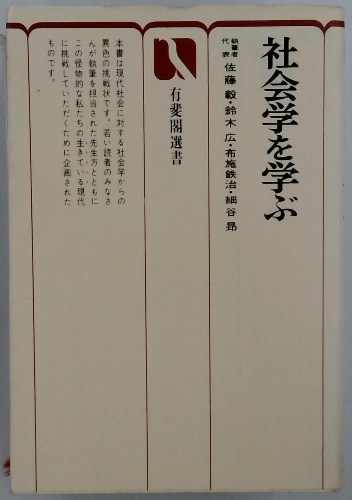 社会学を学ぶ
執筆者
代表
佐藤 毅・鈴木 広・布施鉄治・細谷 昂
有斐閣選書
本書は現代社会に対する社会学からの
異色の挑戦状です。若い読者のみなさ
んが執筆を担当された先生方とともに
この怪物的な私たちの生きている現代
に挑戦していただくために企画された
ものです。